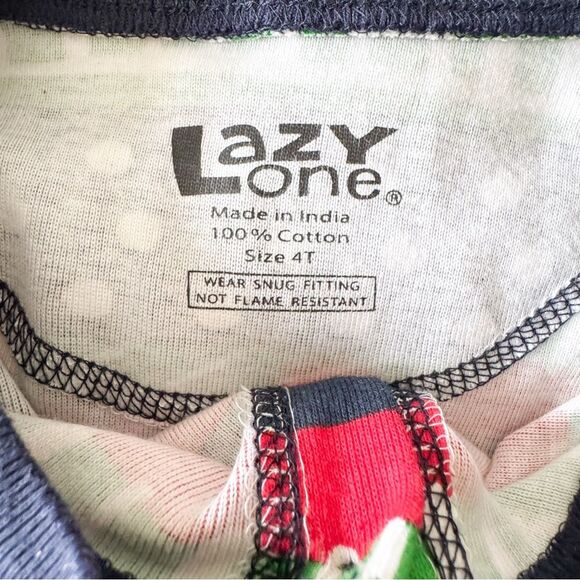 Lazy
one®
Made in India
100% Cotton
Size 4T
WEAR SNUG FITTING
NOT FLAME RESISTANT